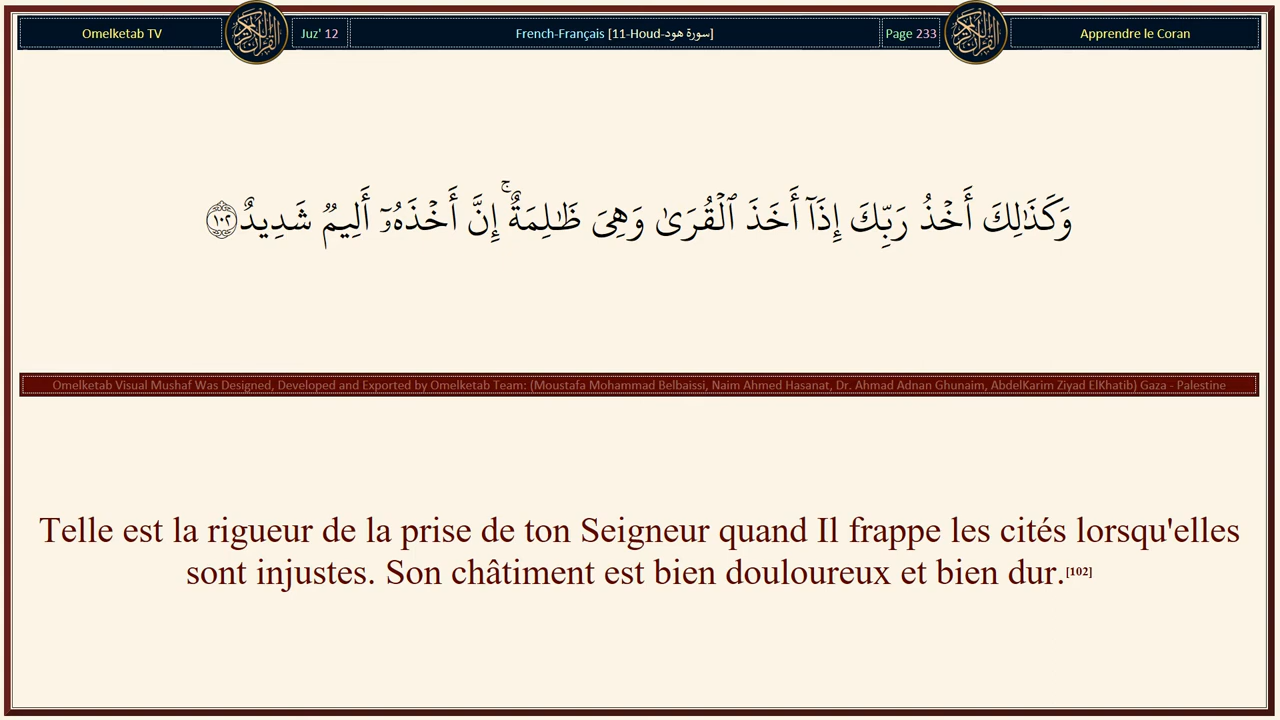 Omelketab TV
Juz' 12
French-Français [11-Houd-سورة هود]
Page 233
Apprendre le Coran
وَكَذَٰلِكَ أَخۡذُ رَبِّكَ إِذَآ أَخَذَ ٱلۡقُرَىٰ وَهِيَ ظَٰلِمَةٌۚ إِنَّ أَخۡذَهُۥٓ أَلِيمٞ شَدِيدٌ ١٠٢
Omelketab Visual Mushaf Was Designed, Developed and Exported by Omelketab Team: (Moustafa Mohammad Belbaissi, Naim Ahmed Hasanat, Dr. Ahmad Adnan Ghunaim, AbdelKarim Ziyad ElKhatib) Gaza - Palestine
Telle est la rigueur de la prise de ton Seigneur quand Il frappe les cités lorsqu'elles
sont injustes. Son châtiment est bien douloureux et bien dur.[102]